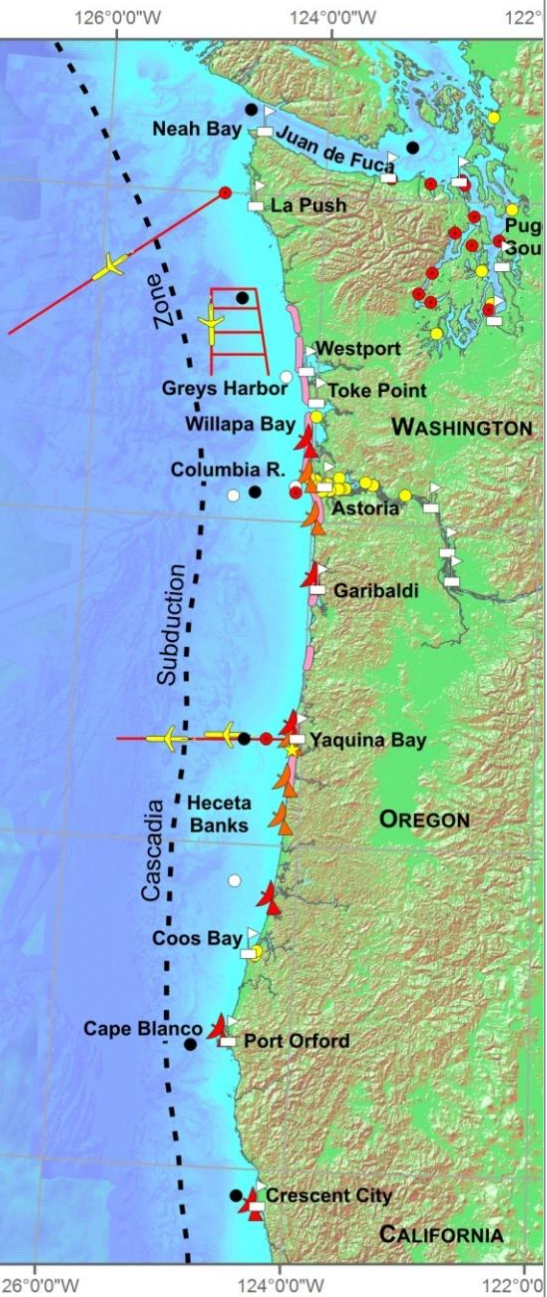 126°0'0"W
124°0'0"W
122°
Neah Bay
Juan de Fuca
La Push
Pug
Sou
Zone
Westport
Greys Harbor
Toke Point
Willapa Bay
WASHINGTON
Columbia R.
Astoria
Subduction
Garibaldi
Yaquina Bay
Heceta
Banks
OREGON
Cascadia
Coos Bay
Cape Blanco
Port Orford
Crescent City
CALIFORNIA
26°0'0"W
124°0'0"W
122°0